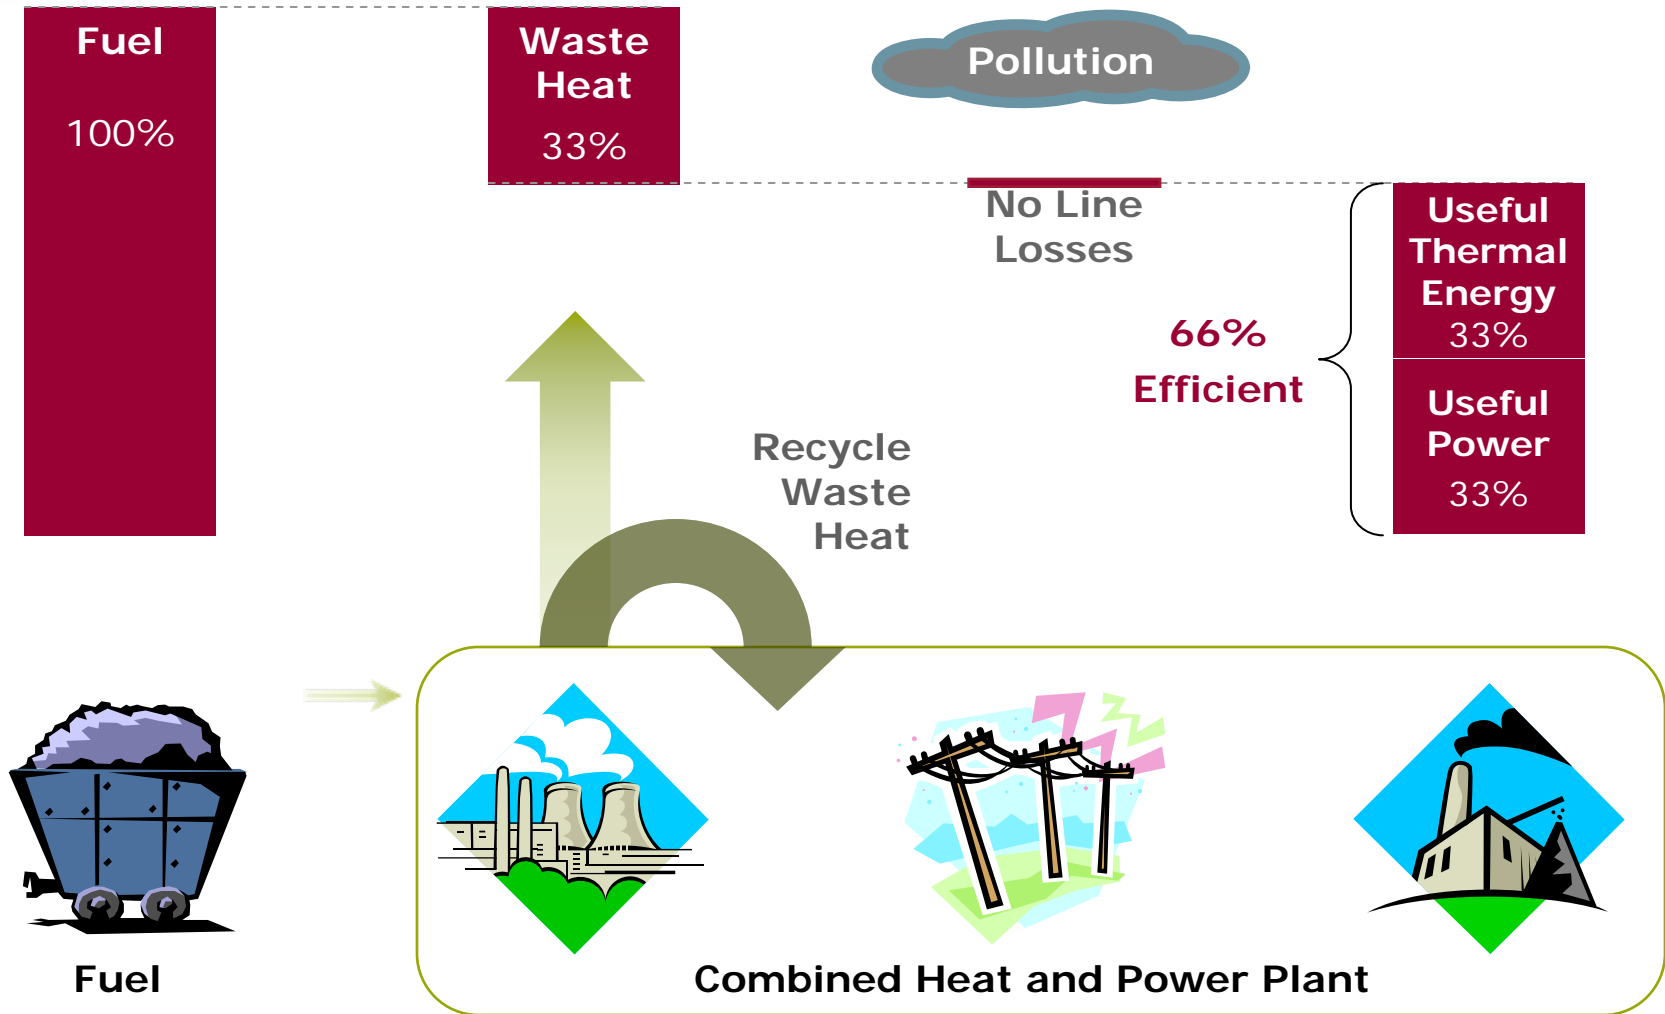 Fuel
100%
Waste
Heat
33%
Pollution
No Line
Losses
66%
Efficient
Useful
Thermal
Energy
33%
Useful
Power
33%
Recycle
Waste
Heat
Fuel
Combined Heat and Power Plant